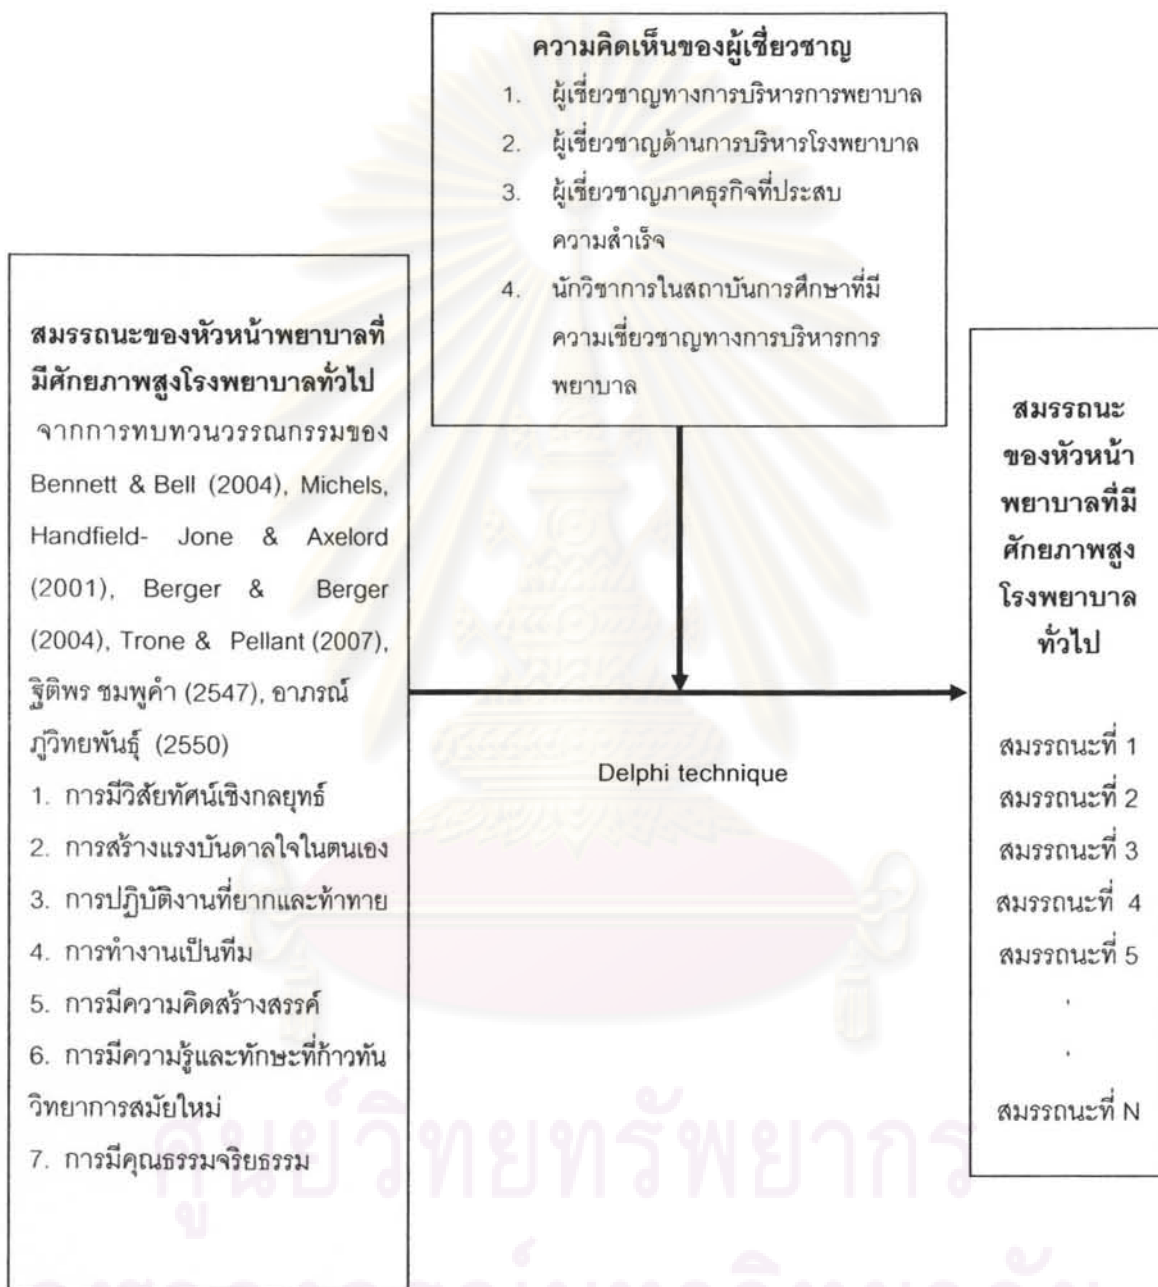 ความคิดเห็นของผู้เชี่ยวชาญ
1. ผู้เชี่ยวชาญทางการบริหารการพยาบาล
2. ผู้เชี่ยวชาญด้านการบริหารโรงพยาบาล
3. ผู้เชี่ยวชาญภาคธุรกิจที่ประสบ
ความสำเร็จ
4. นักวิชาการในสถาบันการศึกษาที่มี
ความเชี่ยวชาญทางการบริหารการ
พยาบาล
สมรรถนะของหัวหน้าพยาบาลที่
มีศักยภาพสูงโรงพยาบาลทั่วไป
จากการทบทวนวรรณกรรมของ
Bennett & Bell (2004), Michels,
Handfield- Jone & Axelord
(2001), Berger & Berger
(2004), Trone & Pellant (2007),
ฐิติพร ชมพูคำ (2547), อาภรณ์
ภู่วิทยพันธุ์ (2550)
1. การมีวิสัยทัศน์เชิงกลยุทธ์
2. การสร้างแรงบันดาลใจในตนเอง
3. การปฏิบัติงานที่ยากและท้าทาย
4. การทำงานเป็นทีม
5. การมีความคิดสร้างสรรค์
6. การมีความรู้และทักษะที่ก้าวทัน
วิทยาการสมัยใหม่
7. การมีคุณธรรมจริยธรรม
Delphi technique
สมรรถนะ
ของหัวหน้า
พยาบาลที่มี
ศักยภาพสูง
โรงพยาบาล
ทั่วไป
สมรรถนะที่ 1
สมรรถนะที่ 2
สมรรถนะที่ 3
สมรรถนะที่ 4
สมรรถนะที่ 5
.
.
สมรรถนะที่ N
ศูนย์วิทยทรัพยากร